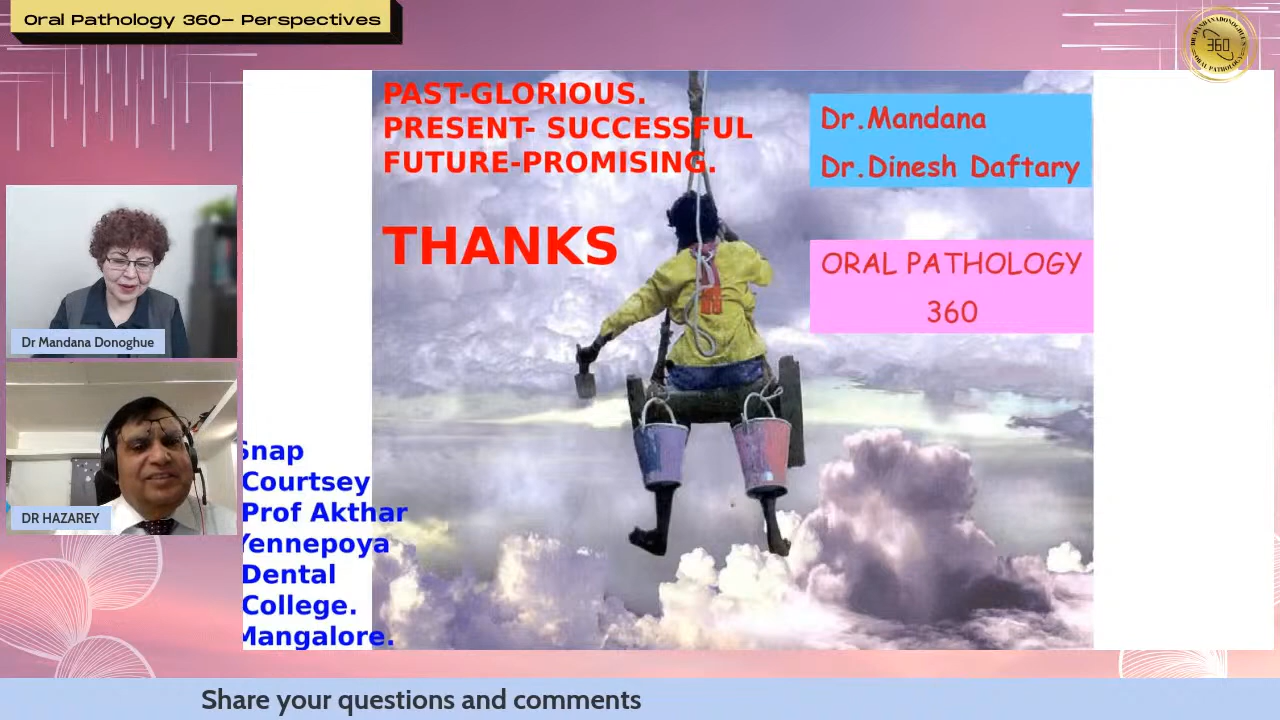 Oral Pathology 360– Perspectives
360
PAST-GLORIOUS.
PRESENT- SUCCESSFUL
FUTURE-PROMISING.
THANKS
Dr.Mandana
Dr.Dinesh Daftary
ORAL PATHOLOGY
360
Dr Mandana Donoghue
DR HAZAREY
Snap
Courtsey
Prof Akthar
Yennepoya
Dental
College.
Mangalore.
Share your questions and comments